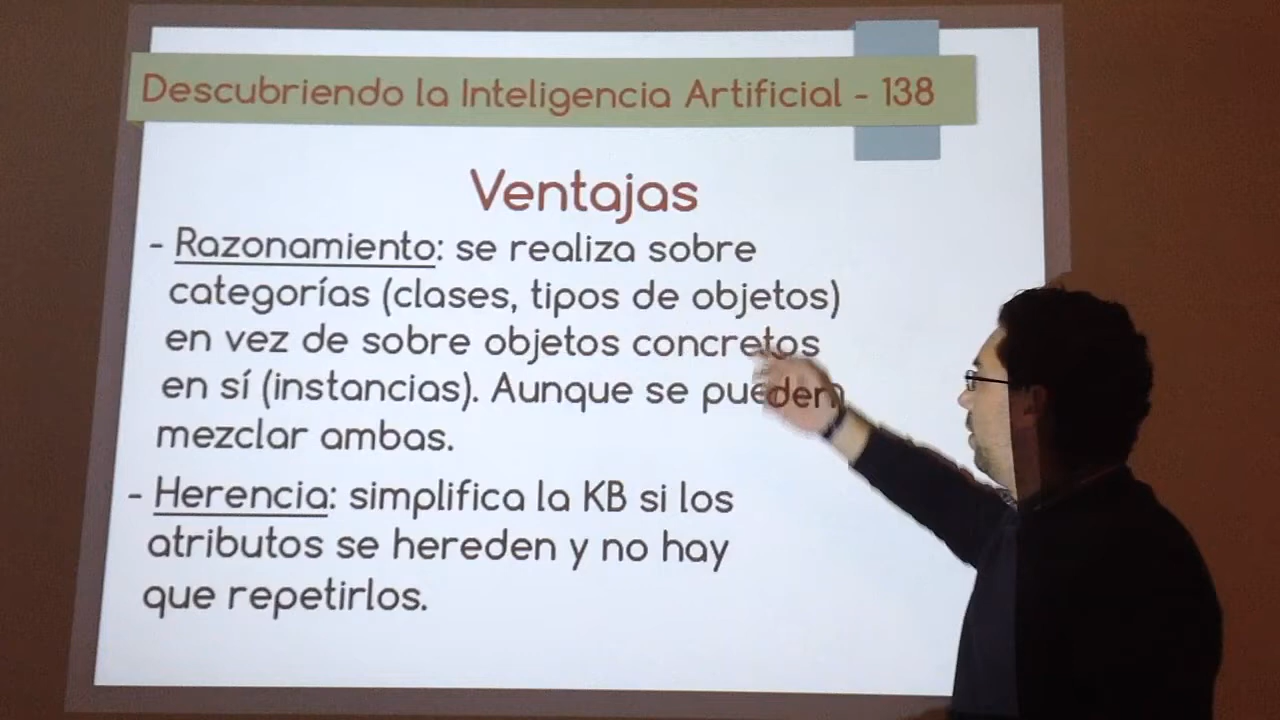 Descubriendo la Inteligencia Artificial - 138
Ventajas
- Razonamiento: se realiza sobre
categorías (clases, tipos de objetos)
en vez de sobre objetos concretos
en sí (instancias). Aunque se pueden
mezclar ambas.
- Herencia: simplifica la KB si los
atributos se hereden y no hay
que repetirlos.